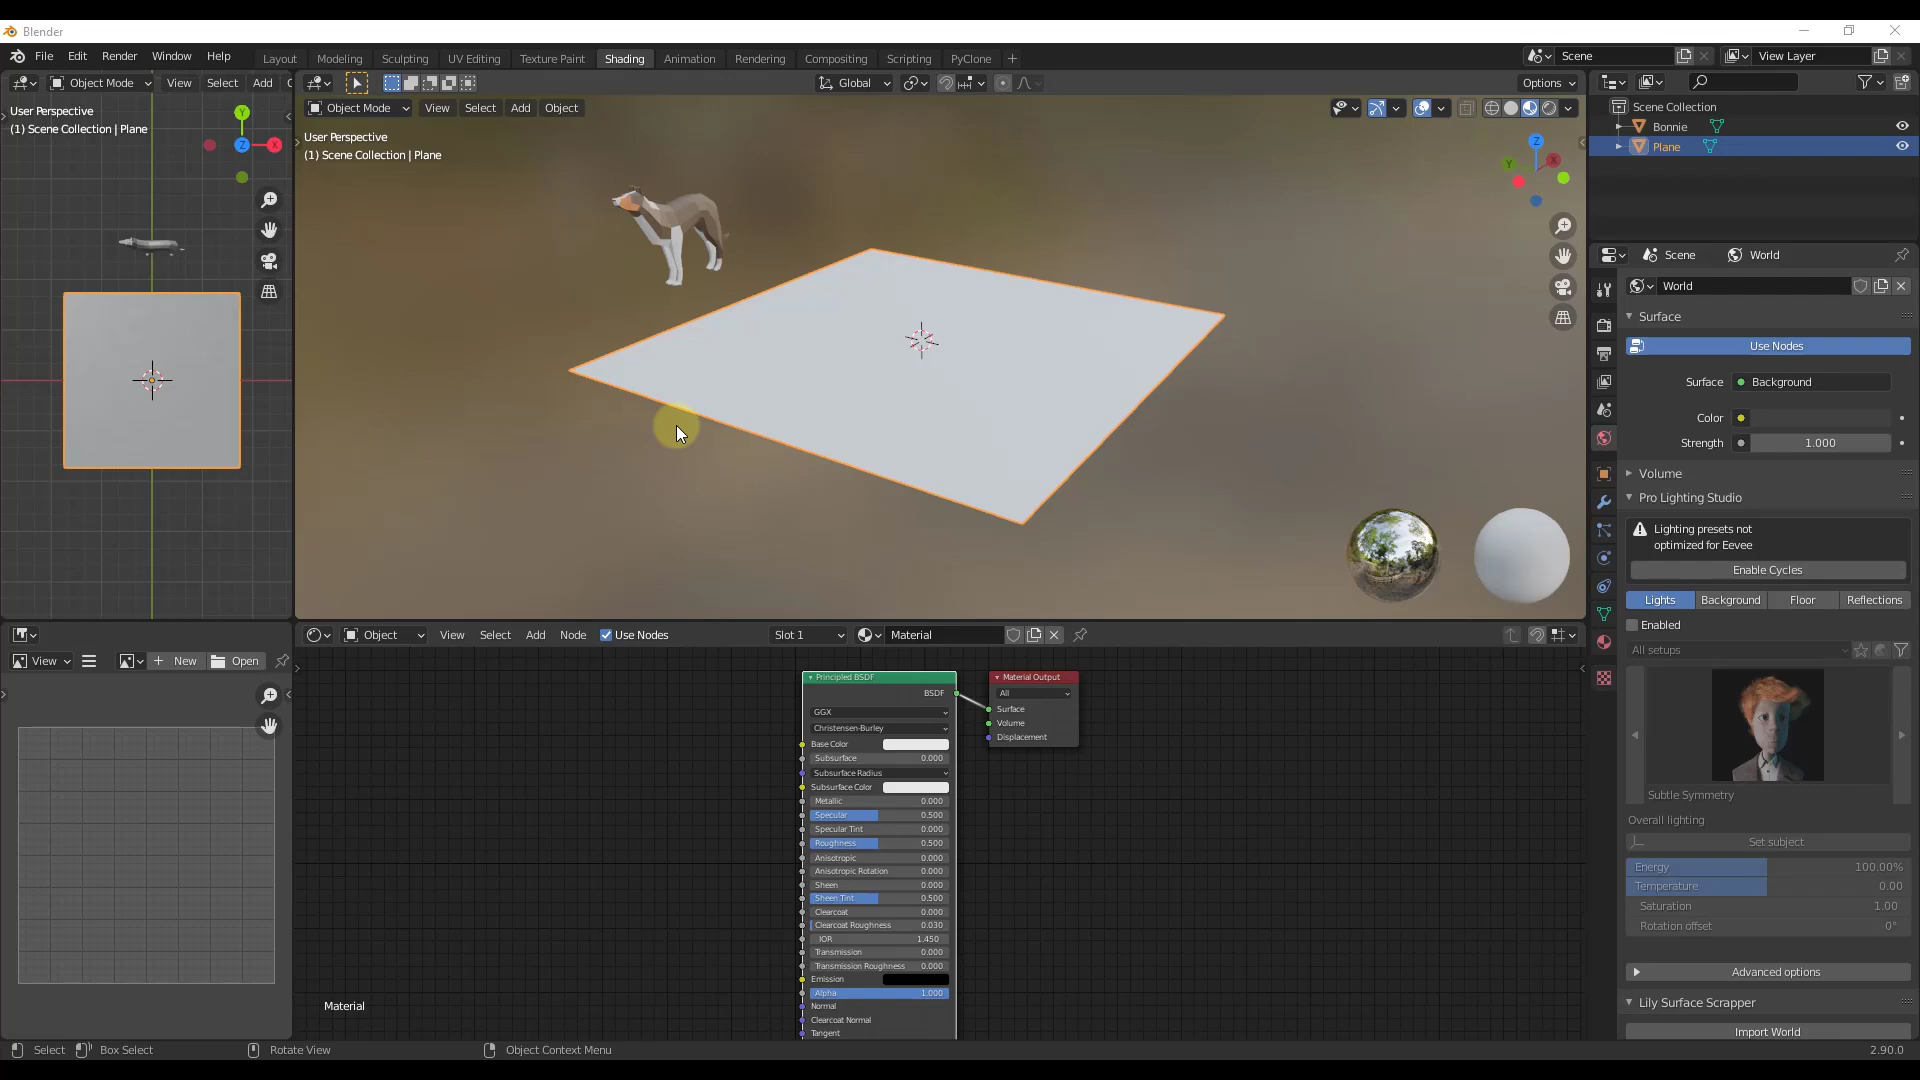 Blender
File Edit Render Window Help
Layout Modeling Sculpting UV Editing Texture Paint Shading Animation Rendering Compositing Scripting PyClone +
Scene View Layer
Object Mode View Select Add
Global Options
Object Mode View Select Add Object
User Perspective
(1) Scene Collection | Plane
Y
Z
X
User Perspective
(1) Scene Collection | Plane
Z
Y
X
Scene Collection
Bonnie
Plane
Scene World
World
Surface
Use Nodes
Surface Background
Color
Strength 1.000
Volume
Pro Lighting Studio
Lighting presets not
optimized for Eevee
Enable Cycles
Lights Background Floor Reflections
Enabled
All setups
Subtle Symmetry
Overall lighting
Set subject
Energy 100.00%
Temperature 0.00
Saturation 1.00
Rotation offset 0°
Advanced options
Lily Surface Scrapper
Import World
View New Open
Object View Select Add Node Use Nodes Slot 1 Material
Principled BSDF
BSDF
GGX
Christensen-Burley
Base Color
Subsurface 0.000
Subsurface Radius
Subsurface Color
Metallic 0.000
Specular 0.500
Specular Tint 0.000
Roughness 0.500
Anisotropic 0.000
Anisotropic Rotation 0.000
Sheen 0.000
Sheen Tint 0.500
Clearcoat 0.000
Clearcoat Roughness 0.030
IOR 1.450
Transmission 0.000
Transmission Roughness 0.000
Emission
Alpha 1.000
Normal
Clearcoat Normal
Tangent
Material Output
All
Surface
Volume
Displacement
Material
Select Box Select Rotate View Object Context Menu 2.90.0